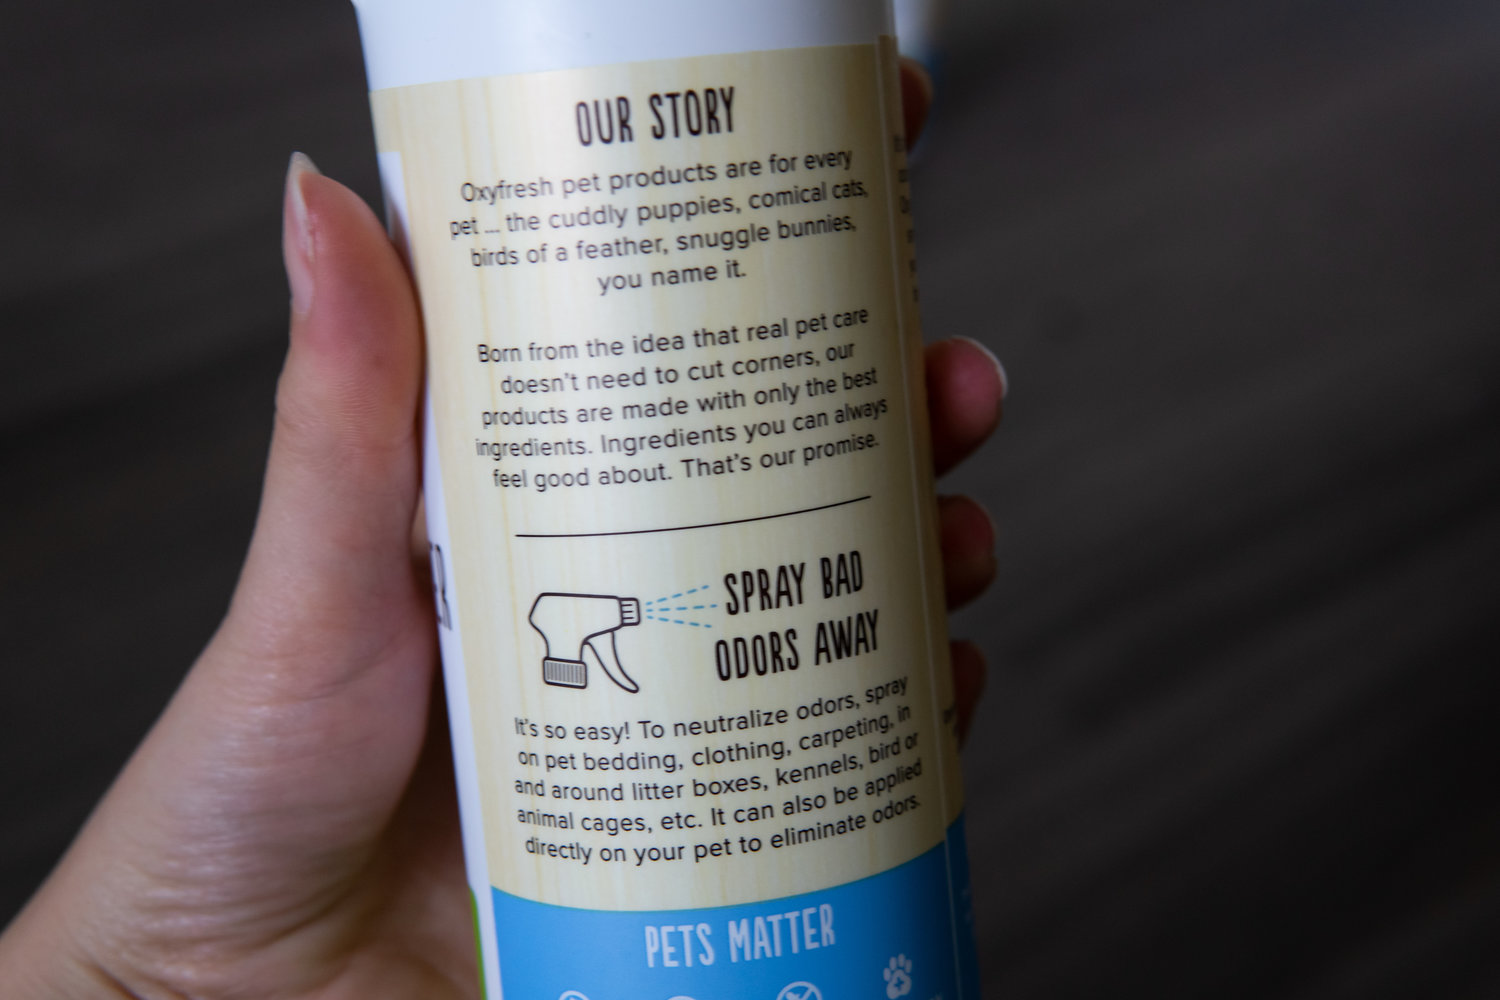 OUR STORY
Oxyfresh pet products are for every
pet ... the cuddly puppies, comical cats,
birds of a feather, snuggle bunnies,
you name it.
Born from the idea that real pet care
doesn't need to cut corners, our
products are made with only the best
ingredients. Ingredients you can always
feel good about. That's our promise.
SPRAY BAD
ODORS AWAY
It's so easy! To neutralize odors, spray
on pet bedding, clothing, carpeting, in
and around litter boxes, kennels, bird or
animal cages, etc. It can also be applied
directly on your pet to eliminate odors.
PETS MATTER